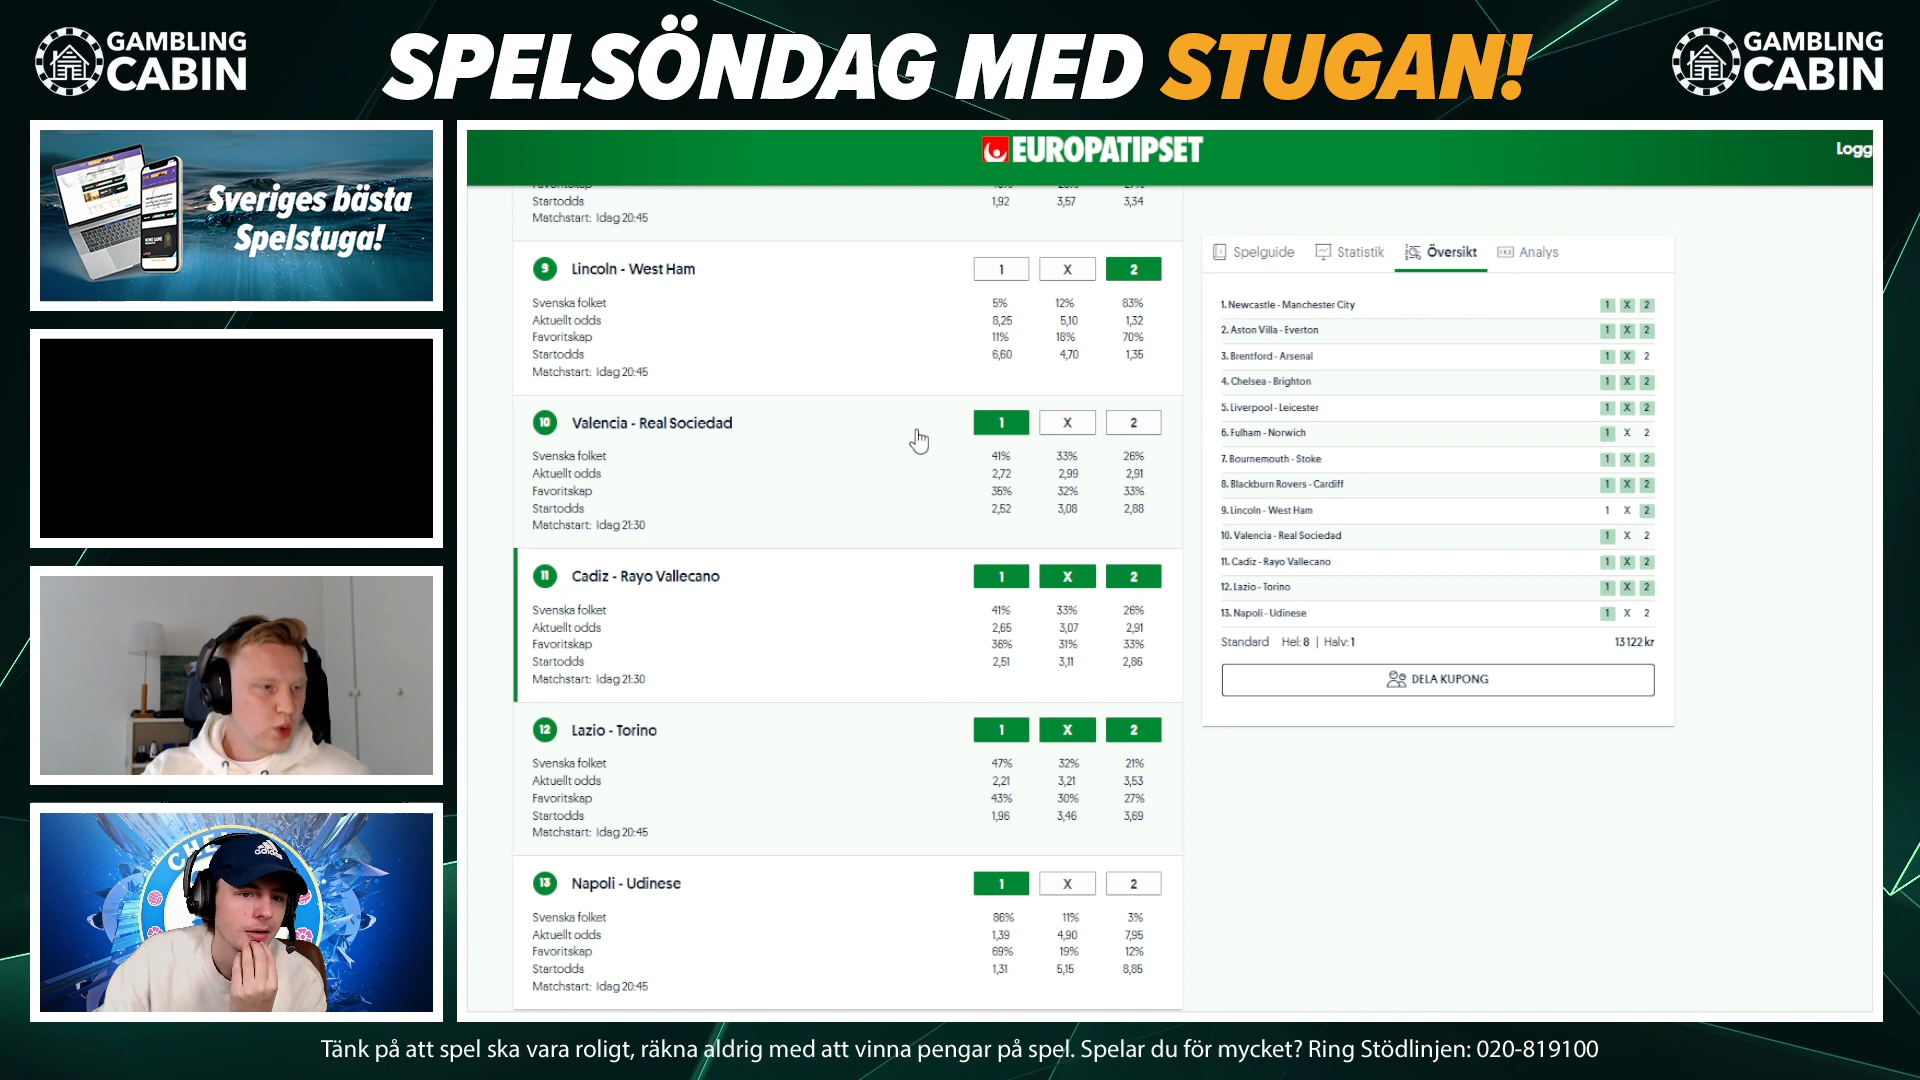 GAMBLING
CABIN
SPELSÖNDAG MED STUGAN!
GAMBLING
CABIN
Sveriges bästa
Spelstuga!
EUROPATIPSET
Logg
Startodds 1,92 3,57 3,34
Matchstart: Idag 20:45
9 Lincoln - West Ham 1 X 2
Svenska folket 5% 12% 83%
Aktuellt odds 8,25 5,10 1,32
Favoritskap 11% 18% 70%
Startodds 6,60 4,70 1,35
Matchstart: Idag 20:45
10 Valencia - Real Sociedad 1 X 2
Svenska folket 41% 33% 26%
Aktuellt odds 2,72 2,99 2,91
Favoritskap 35% 32% 33%
Startodds 2,52 3,08 2,88
Matchstart: Idag 21:30
11 Cadiz - Rayo Vallecano 1 X 2
Svenska folket 41% 33% 26%
Aktuellt odds 2,65 3,07 2,91
Favoritskap 36% 31% 33%
Startodds 2,51 3,11 2,86
Matchstart: Idag 21:30
12 Lazio - Torino 1 X 2
Svenska folket 47% 32% 21%
Aktuellt odds 2,21 3,21 3,53
Favoritskap 43% 30% 27%
Startodds 1,96 3,46 3,69
Matchstart: Idag 20:45
13 Napoli - Udinese 1 X 2
Svenska folket 86% 11% 3%
Aktuellt odds 1,39 4,90 7,95
Favoritskap 69% 19% 12%
Startodds 1,31 5,15 8,85
Matchstart: Idag 20:45
Spelguide Statistik Översikt Analys
1. Newcastle - Manchester City 1 X 2
2. Aston Villa - Everton 1 X 2
3. Brentford - Arsenal 1 X 2
4. Chelsea - Brighton 1 X 2
5. Liverpool - Leicester 1 X 2
6. Fulham - Norwich 1 X 2
7. Bournemouth - Stoke 1 X 2
8. Blackburn Rovers - Cardiff 1 X 2
9. Lincoln - West Ham 1 X 2
10. Valencia - Real Sociedad 1 X 2
11. Cadiz - Rayo Vallecano 1 X 2
12. Lazio - Torino 1 X 2
13. Napoli - Udinese 1 X 2
Standard Hel: 8 | Halv: 1 13 122 kr
DELA KUPONG
CHE
adidas
Tänk på att spel ska vara roligt, räkna aldrig med att vinna pengar på spel. Spelar du för mycket? Ring Stödlinjen: 020-819100